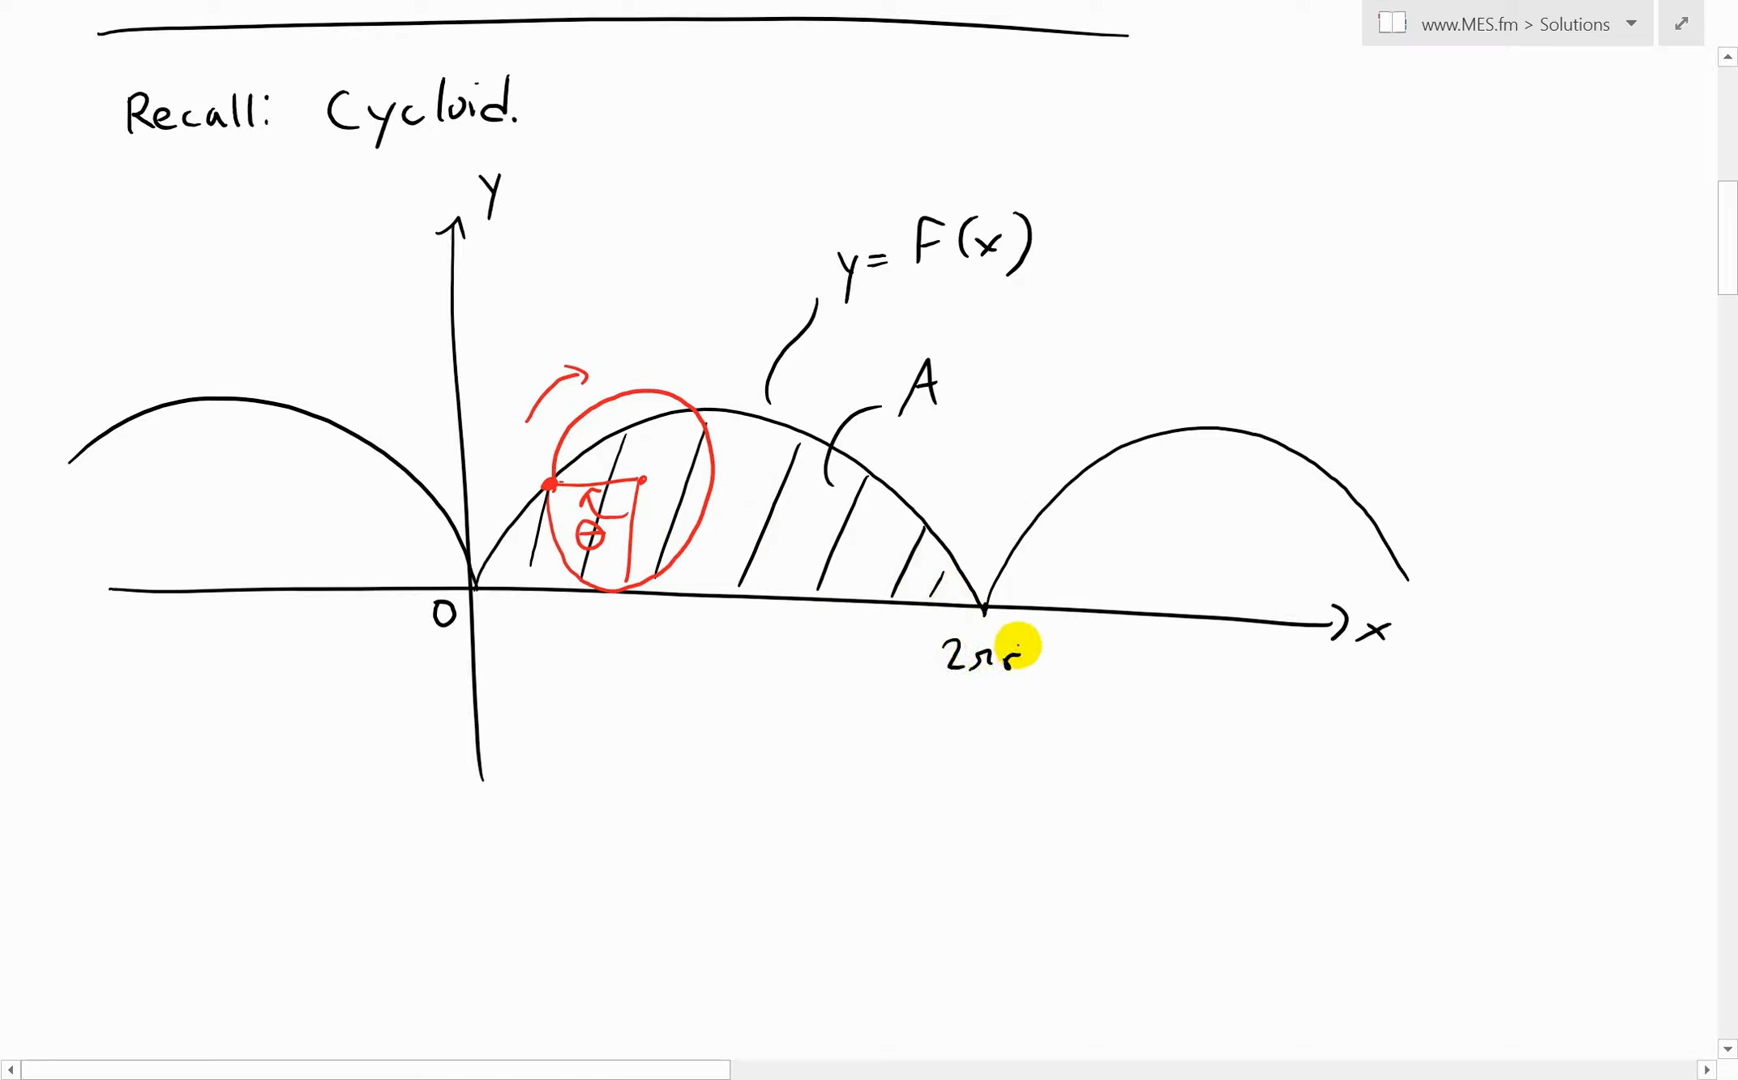 www.MES.fm > Solutions
Recall: Cycloid.
y
y = F(x)
A
θ
0
2πr
x